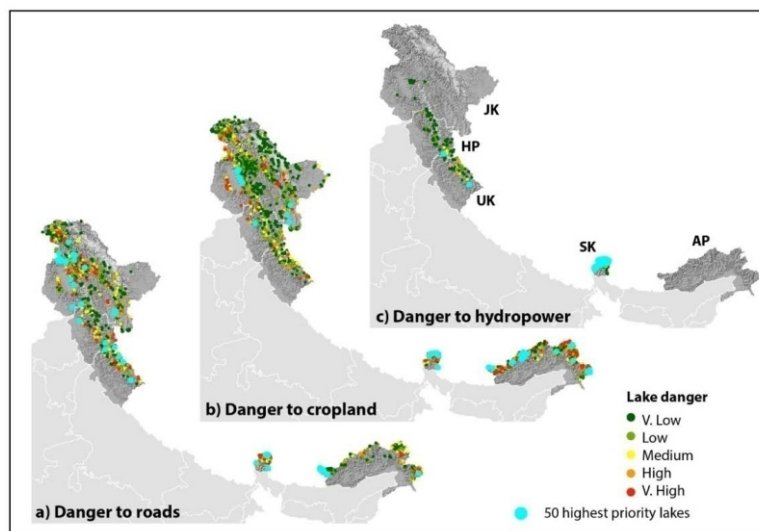 JK
HP
UK
SK
AP
c) Danger to hydropower
b) Danger to cropland
a) Danger to roads
Lake danger
V. Low
Low
Medium
High
V. High
50 highest priority lakes